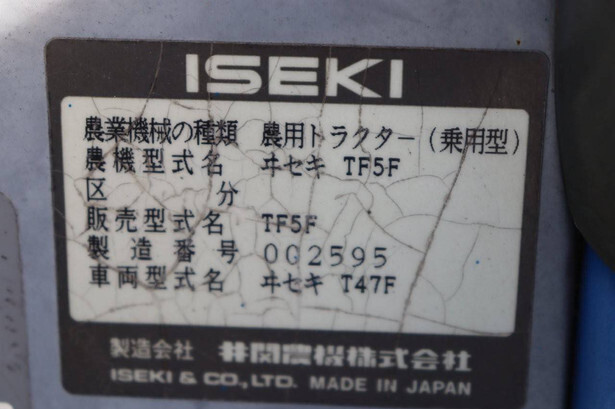 ISEKI
農業機械の種類 農用トラクター(乗用型)
農機型式名 ヰセキ TF5F
区分
販売型式名 TF5F
製造番号 002595
車両型式名 ヰセキ T47F
製造会社 井関農機株式会社
ISEKI & CO., LTD. MADE IN JAPAN